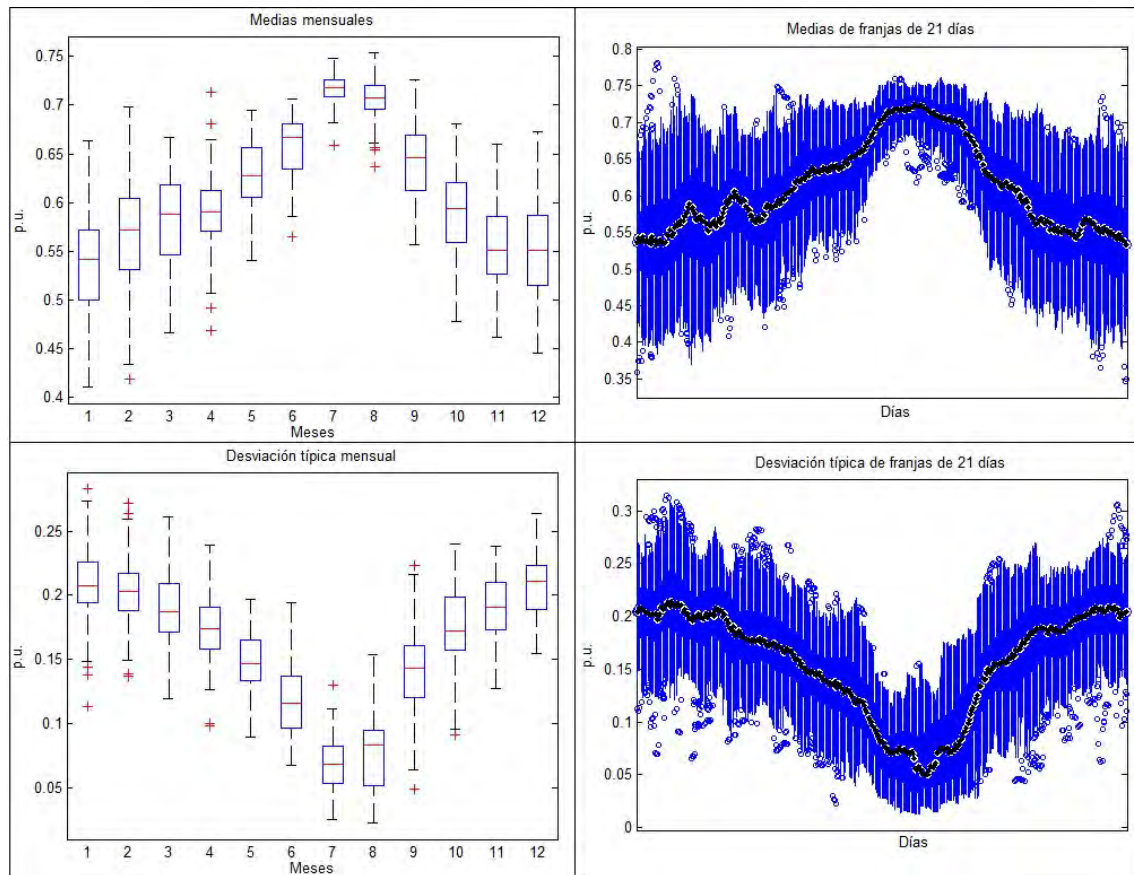 Medias mensuales
0.75
0.7
0.65
0.6
0.55
0.5
0.45
0.4
p.u.
1 2 3 4 5 6 7 8 9 10 11 12
Meses
Medias de franjas de 21 días
0.8
0.75
0.7
0.65
0.6
0.55
0.5
0.45
0.4
0.35
p.u.
Días
Desviación típica mensual
0.25
0.2
0.15
0.1
0.05
p.u.
1 2 3 4 5 6 7 8 9 10 11 12
Meses
Desviación típica de franjas de 21 días
0.3
0.25
0.2
0.15
0.1
0.05
0
p.u.
Días